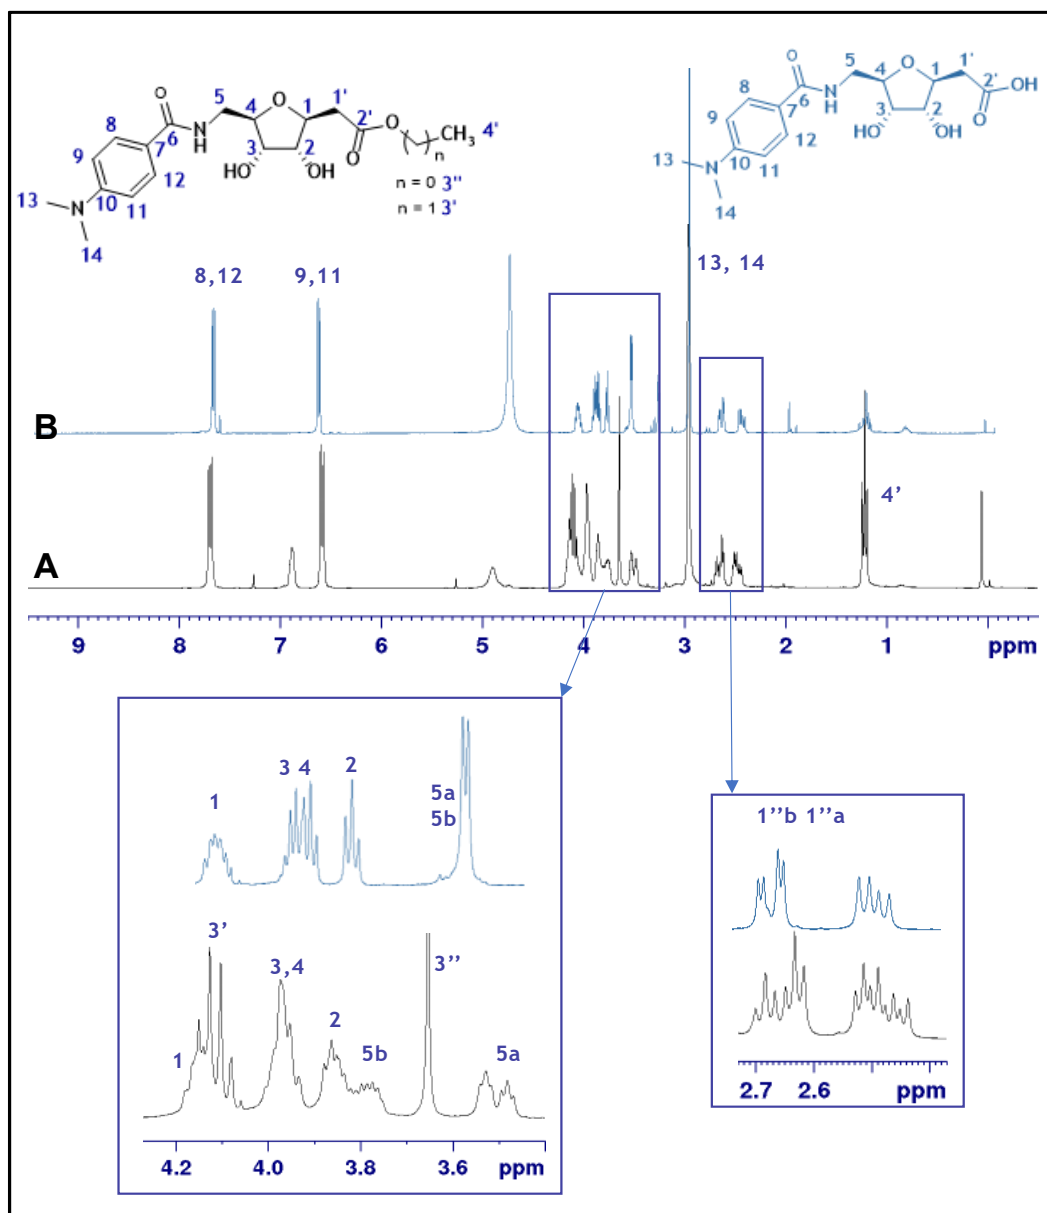 O
5
4
O
1
1'
8
6
N
H
2'
O
CH₃ 4'
9
7
3
2
O
n
12
HO
OH
n = 0 3''
10
11
n = 1 3'
13
N
14
O
5
4
O
1
1'
8
6
N
H
2'
OH
9
7
3
2
O
12
HO
OH
13
10
11
N
14
8,12
9,11
13, 14
B
4'
A
9 8 7 6 5 4 3 2 1 ppm
3 4
2
1
5a
5b
3'
3,4
3''
2
1
5b
5a
4.2 4.0 3.8 3.6 ppm
1''b 1''a
2.7 2.6 ppm